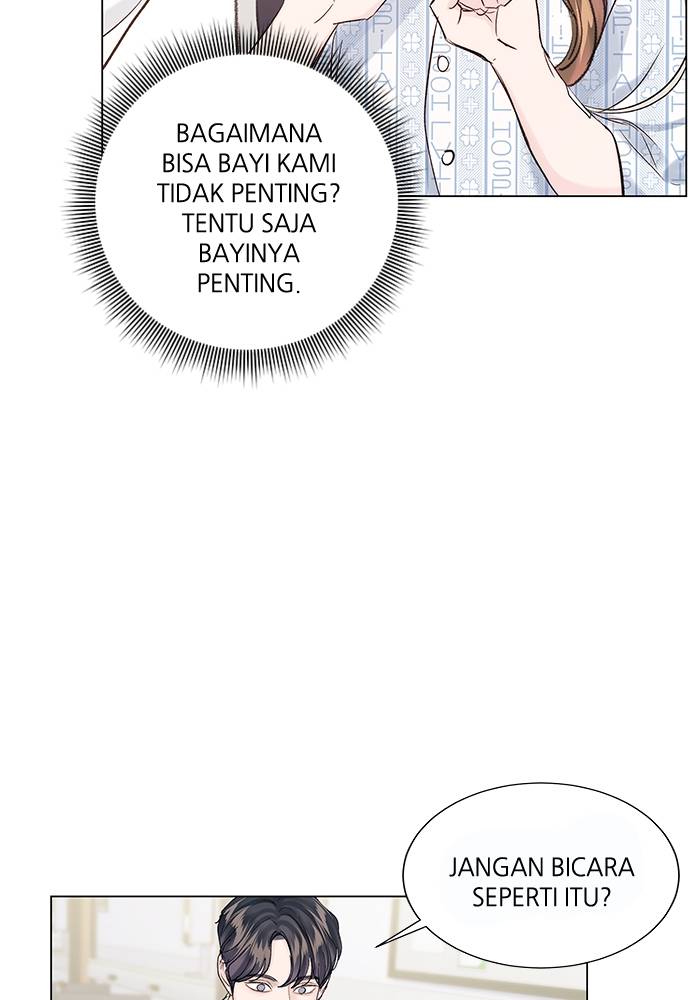 BAGAIMANA
BISA BAYI KAMI
TIDAK PENTING?
TENTU SAJA
BAYINYA
PENTING.
JANGAN BICARA
SEPERTI ITU?